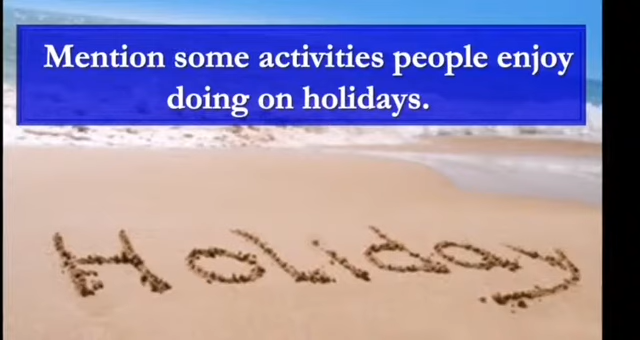 Mention some activities people enjoy
doing on holidays.
Holiday